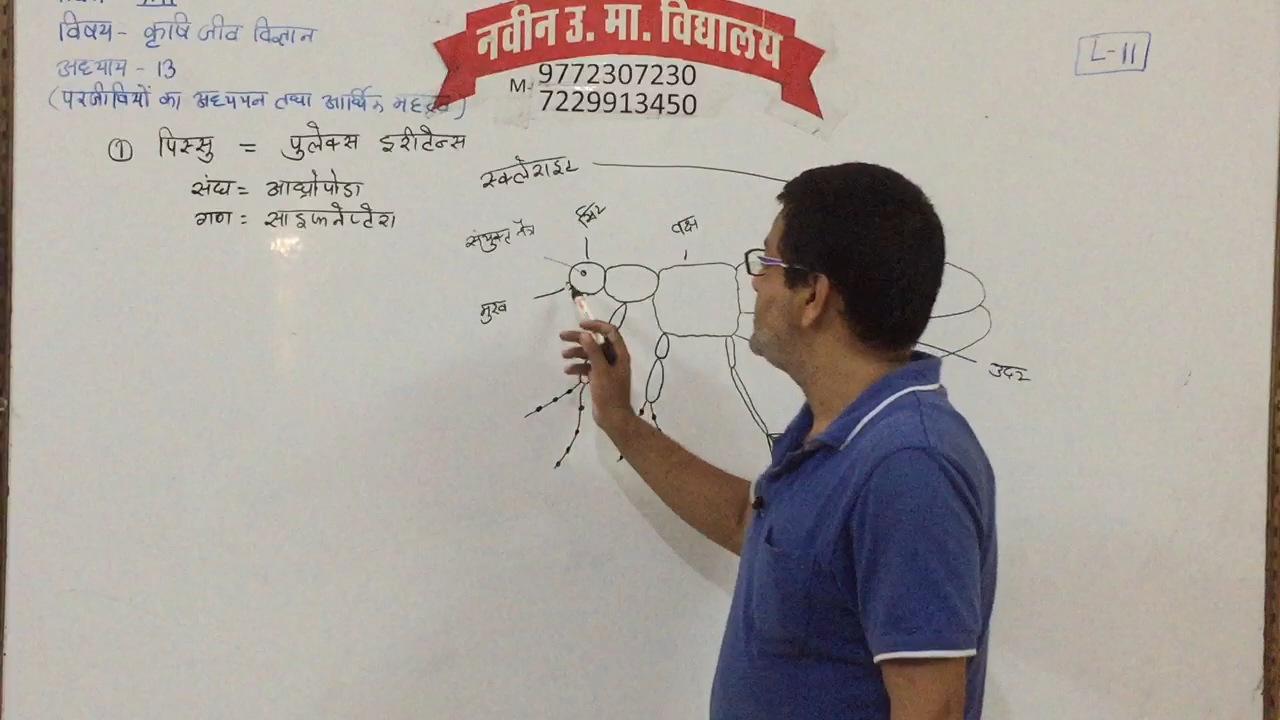 नवीन उ. मा. विद्यालय
M- 9772307230
7229913450
L-11
विषय - कृषि जीव विज्ञान
अध्याय - 13
(परजीवियों का अध्ययन तथा आर्थिक महत्व)
① पिस्सु = पुलेक्स इरीटेन्स
संघ = आर्थ्रोपोडा
गण = साइफनेप्टेरा
स्क्लेराइट
संयुक्त नेत्र
सिर
वक्ष
मुख
उदर